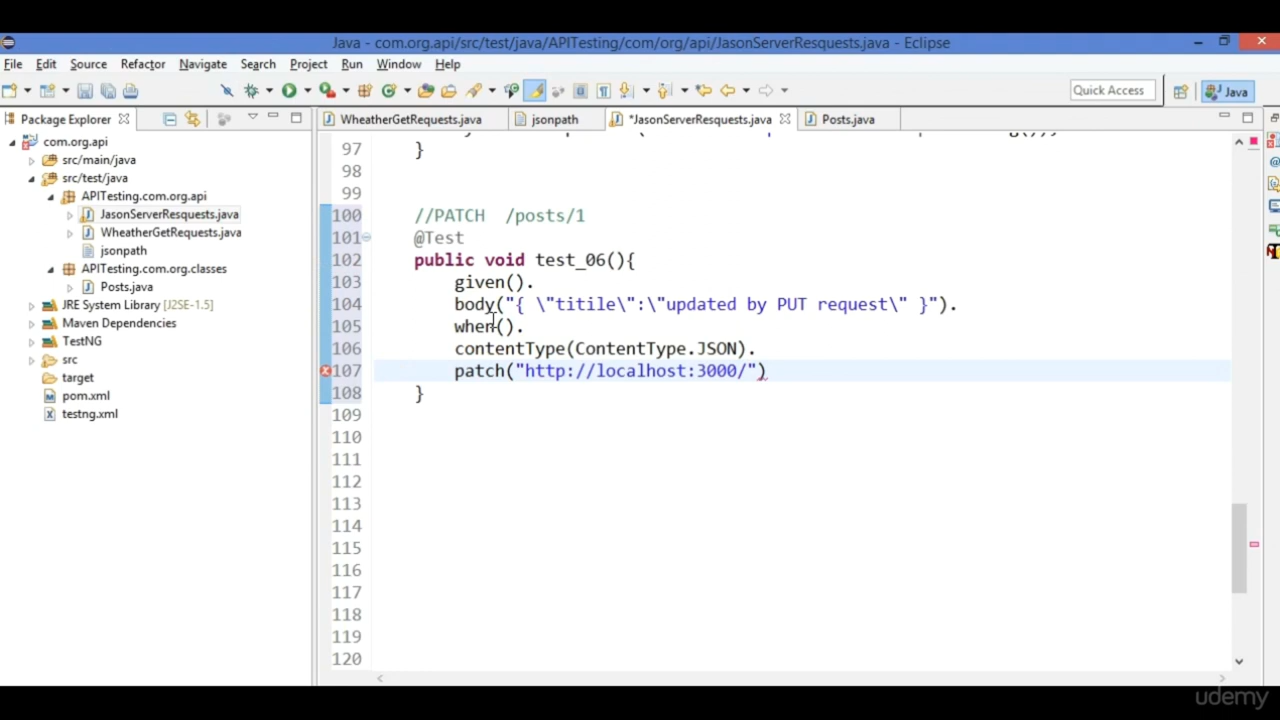 Java - com.org.api/src/test/java/APITesting/com/org/api/JasonServerResquests.java - Eclipse
File Edit Source Refactor Navigate Search Project Run Window Help
Quick Access
Java
Package Explorer
WheatherGetRequests.java
jsonpath
*JasonServerResquests.java
Posts.java
com.org.api
src/main/java
src/test/java
APITesting.com.org.api
JasonServerResquests.java
WheatherGetRequests.java
jsonpath
APITesting.com.org.classes
Posts.java
JRE System Library [J2SE-1.5]
Maven Dependencies
TestNG
src
target
pom.xml
testng.xml
97 }
98
99
100 //PATCH /posts/1
101 @Test
102 public void test_06(){
103 given().
104 body("{ \"titile\":\"updated by PUT request\" }").
105 when().
106 contentType(ContentType.JSON).
107 patch("http://localhost:3000/")
108 }
109
110
111
112
113
114
115
116
117
118
119
120
udemy